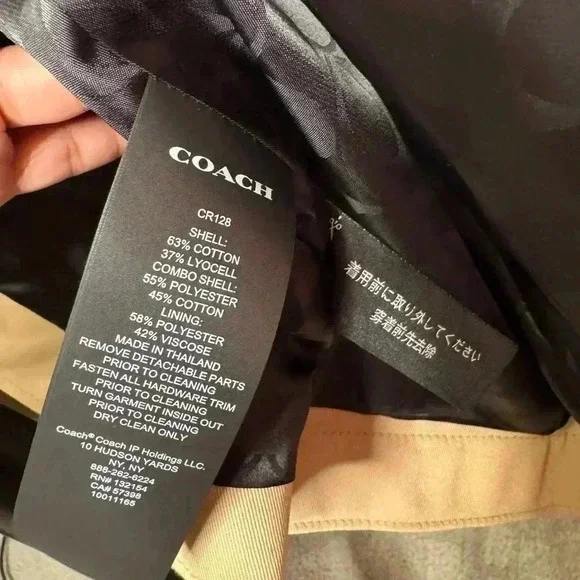 COACH
CR128
SHELL:
63% COTTON
37% LYOCELL
COMBO SHELL:
55% POLYESTER
45% COTTON
LINING:
58% POLYESTER
42% VISCOSE
MADE IN THAILAND
REMOVE DETACHABLE PARTS
PRIOR TO CLEANING
FASTEN ALL HARDWARE TRIM
PRIOR TO CLEANING
TURN GARMENT INSIDE OUT
PRIOR TO CLEANING
DRY CLEAN ONLY
Coach® Coach IP Holdings LLC.
10 HUDSON YARDS
NY, NY
888-262-6224
RN# 132154
CA# 57398
10011165
着用前に取り外してください
穿着前先去除